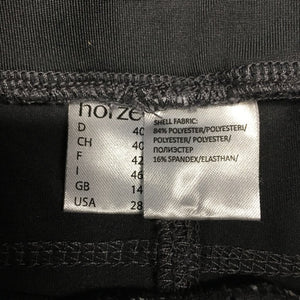 horze
D 40
CH 40
F 42
I 46
GB 14
USA 28
SHELL FABRIC:
84% POLYESTER/POLYESTERI/
POLYESTER/POLYESTER/
ПОЛИЭСТЕР
16% SPANDEX/ELASTHAN/